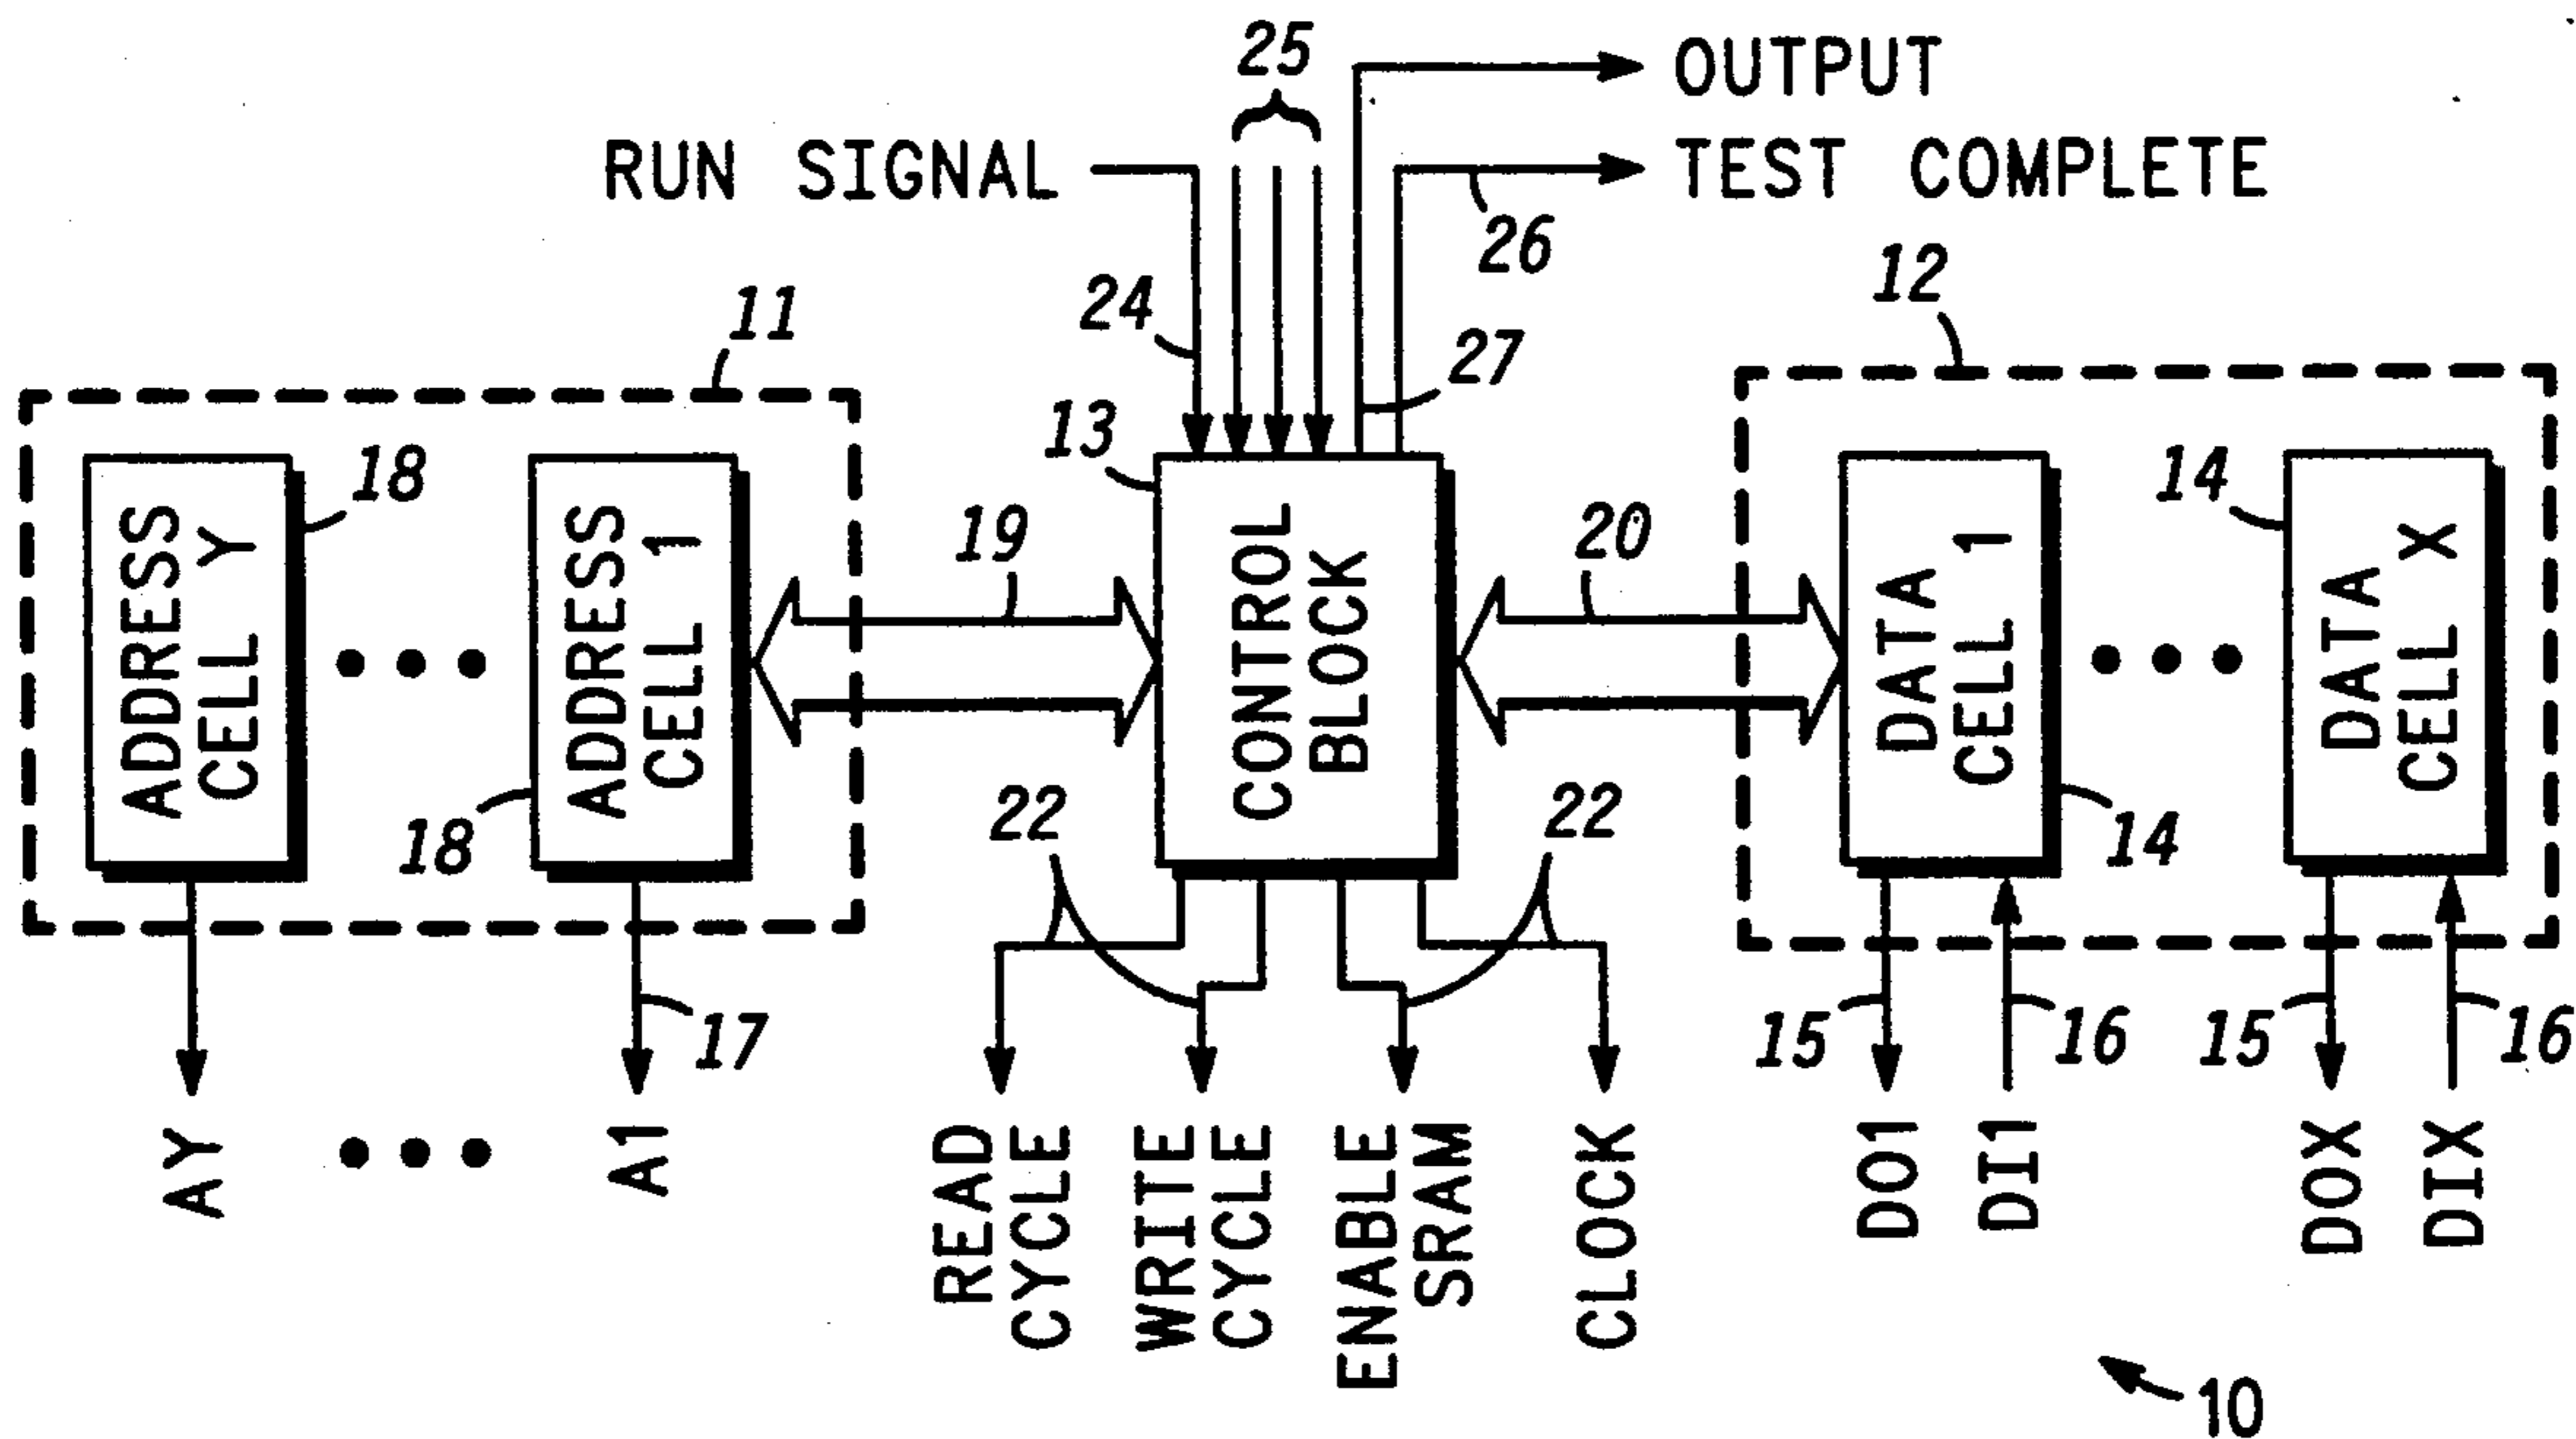 25
OUTPUT
RUN SIGNAL
TEST COMPLETE
26
24
11
12
27
13
18
ADDRESS
CELL Y
ADDRESS
CELL 1
18
19
CONTROL
BLOCK
20
DATA
CELL 1
14
DATA
CELL X
14
22
22
17
15
16
15
16
AY
A1
READ
CYCLE
WRITE
CYCLE
ENABLE
SRAM
CLOCK
DO1
DI1
DOX
DIX
10